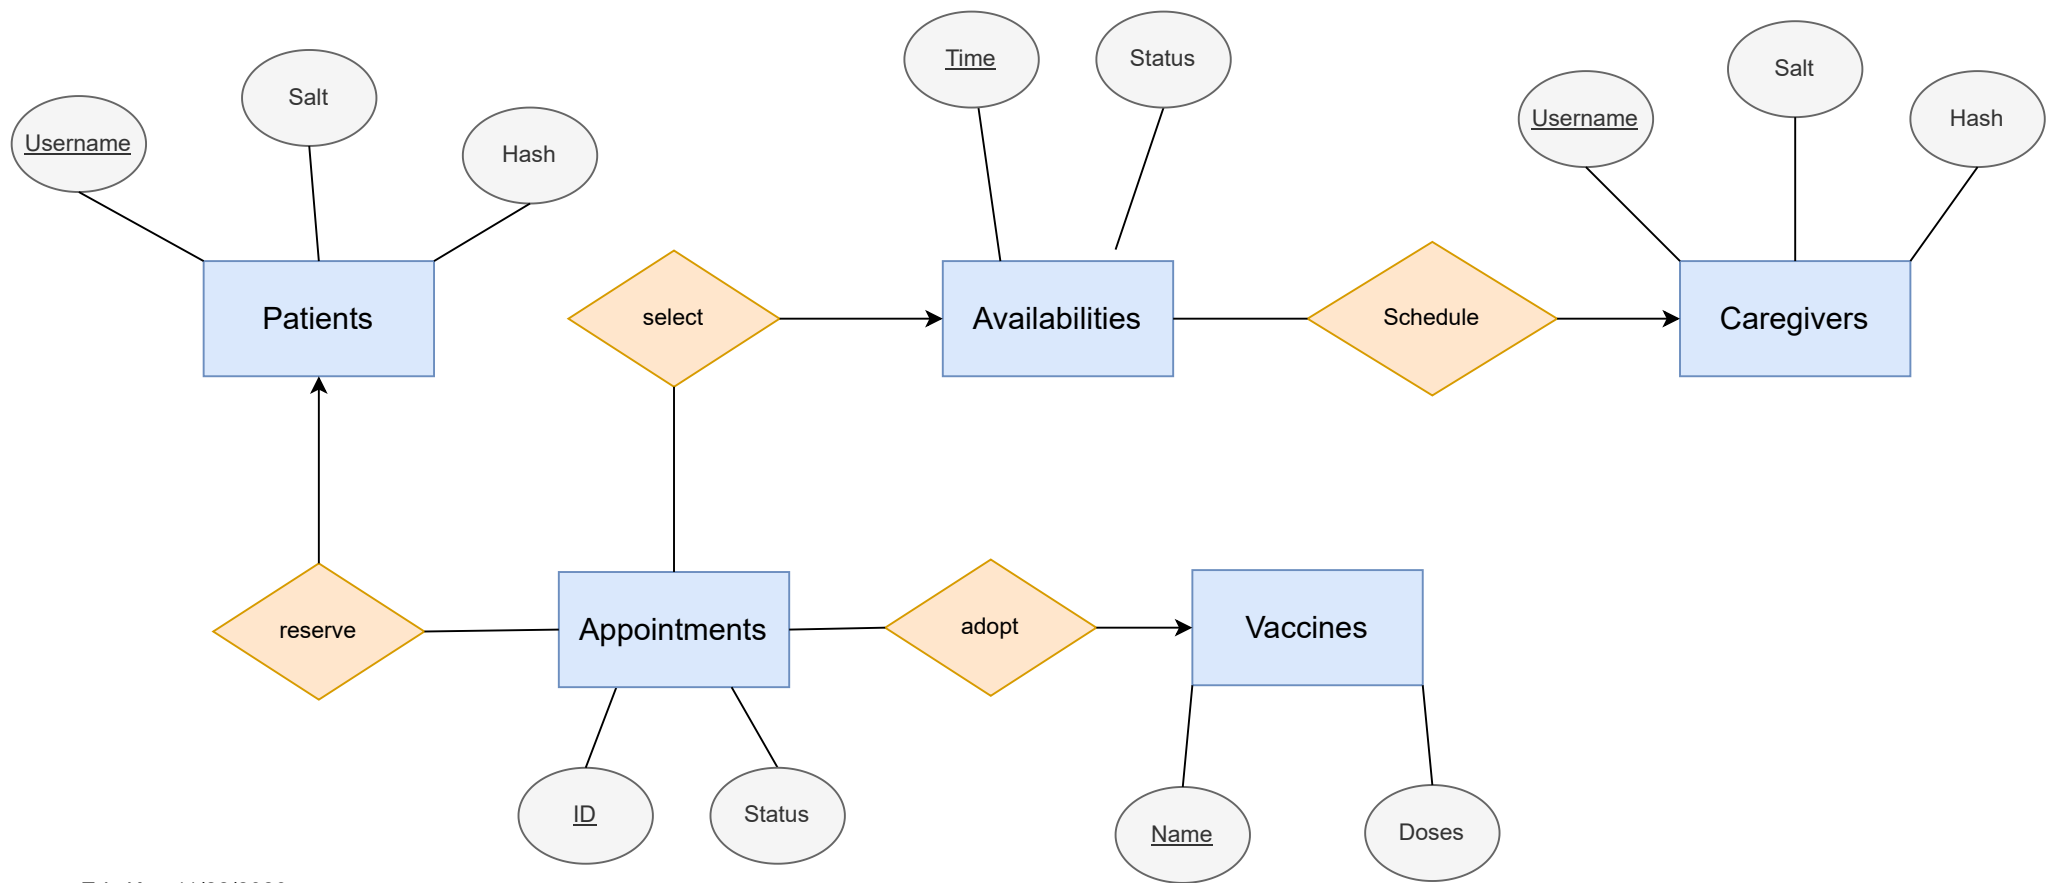 Time
Status
Salt
Salt
Username
Hash
Username
Hash
Patients
select
Availabilities
Schedule
Caregivers
reserve
Appointments
adopt
Vaccines
ID
Status
Name
Doses